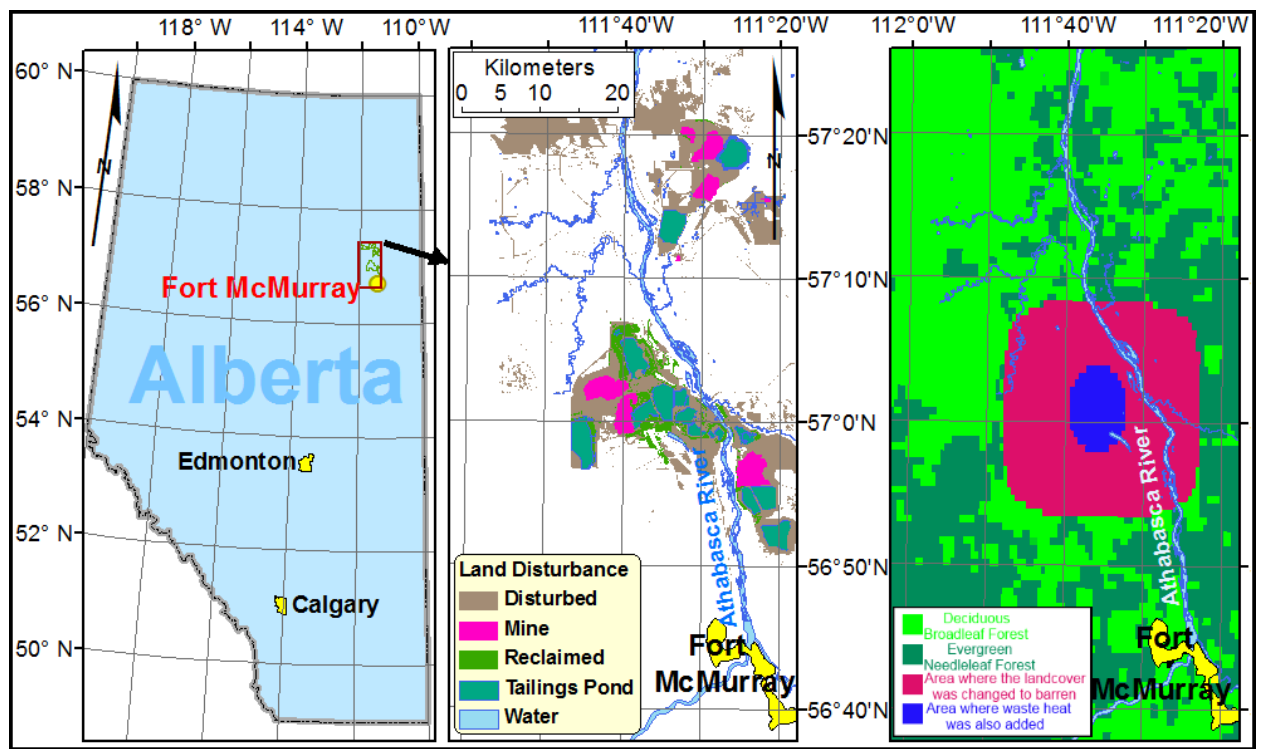 118° W
114° W
110° W
60° N
58° N
56° N
54° N
52° N
50° N
N
Fort McMurray
Alberta
Edmonton
Calgary
111°40'W
111°20'W
Kilometers
0 5 10 20
N
57°20'N
57°10'N
57°0'N
56°50'N
56°40'N
Athabasca River
Land Disturbance
Disturbed
Mine
Reclaimed
Tailings Pond
Water
Fort
McMurray
112°0'W
111°40'W
111°20'W
Athabasca River
Deciduous
Broadleaf Forest
Evergreen
Needleleaf Forest
Area where the landcover
was changed to barren
Area where waste heat
was also added
Fort
McMurray